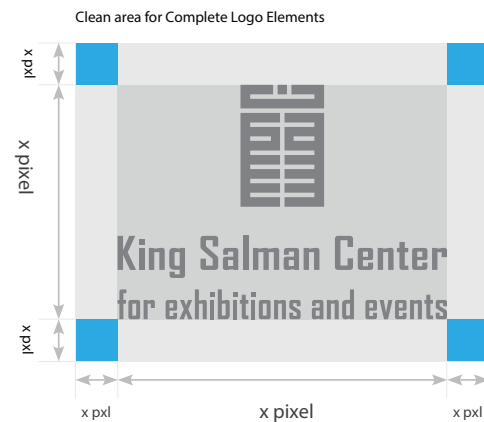 Clean area for Complete Logo Elements
x pxl
x pixel
King Salman Center
for exhibitions and events
x pxl
x pxl
x pixel
x pxl